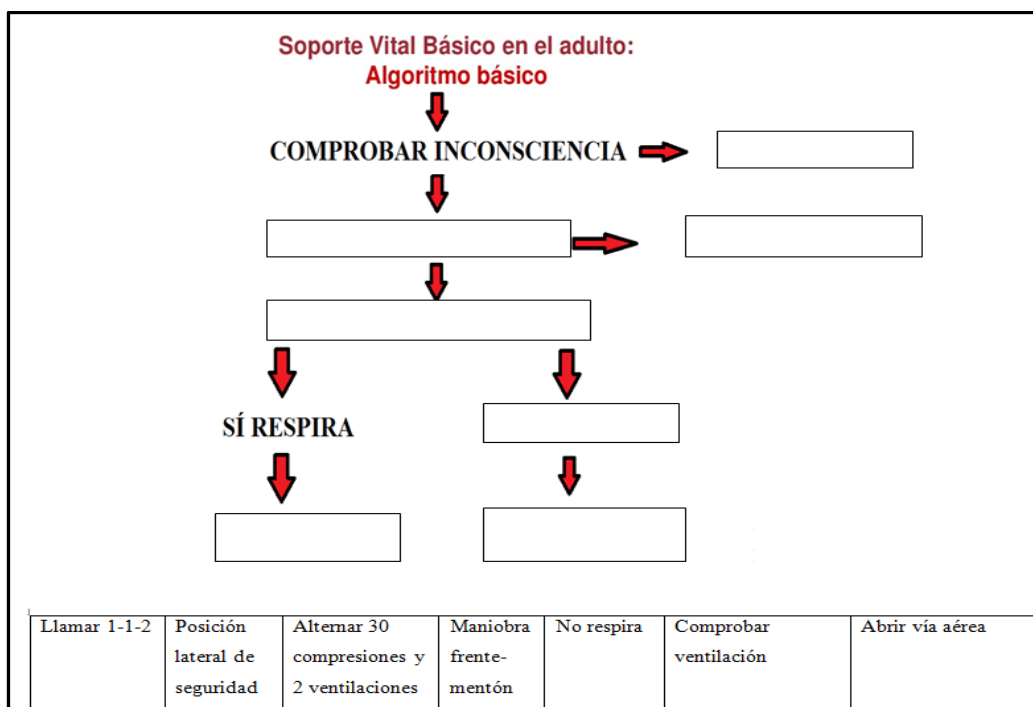 Soporte Vital Básico en el adulto:
Algoritmo básico
COMPROBAR INCONSCIENCIA
SÍ RESPIRA
Llamar 1-1-2
Posición
lateral de
seguridad
Alternar 30
compresiones y
2 ventilaciones
Maniobra
frente-
mentón
No respira
Comprobar
ventilación
Abrir vía aérea